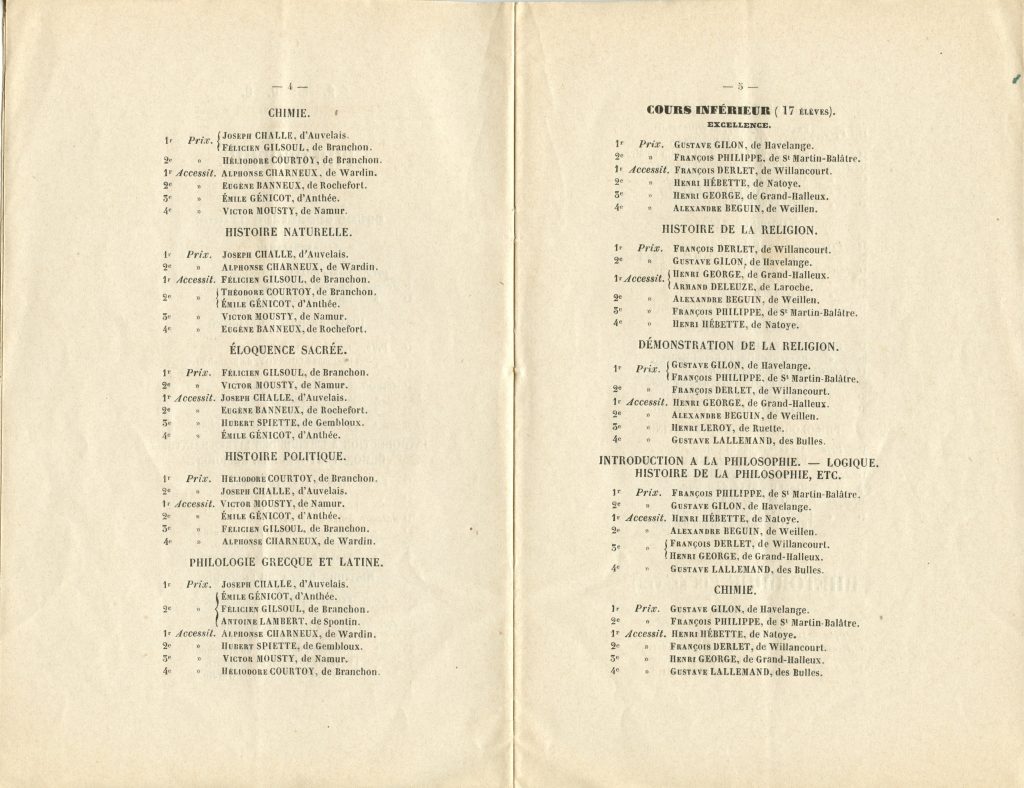 — 4 —
CHIMIE.
1r Prix. JOSEPH CHALLE, d'Auvelais.
FÉLICIEN GILSOUL, de Branchon.
2e » HÉLIODORE COURTOY, de Branchon.
1r Accessit. ALPHONSE CHARNEUX, de Wardin.
2e » EUGÈNE BANNEUX, de Rochefort.
3e » ÉMILE GÉNICOT, d'Anthée.
4e » VICTOR MOUSTY, de Namur.
HISTOIRE NATURELLE.
1r Prix. JOSEPH CHALLE, d'Auvelais.
2e » ALPHONSE CHARNEUX, de Wardin.
1r Accessit. FÉLICIEN GILSOUL, de Branchon.
2e » THÉODORE COURTOY, de Branchon.
ÉMILE GÉNICOT, d'Anthée.
3e » VICTOR MOUSTY, de Namur.
4e » EUGÈNE BANNEUX, de Rochefort.
ÉLOQUENCE SACRÉE.
1r Prix. FÉLICIEN GILSOUL, de Branchon.
2e » VICTOR MOUSTY, de Namur.
1r Accessit. JOSEPH CHALLE, d'Auvelais.
2e » EUGÈNE BANNEUX, de Rochefort.
3e » HUBERT SPIETTE, de Gembloux.
4e » ÉMILE GÉNICOT, d'Anthée.
HISTOIRE POLITIQUE.
1r Prix. HÉLIODORE COURTOY, de Branchon.
2e » JOSEPH CHALLE, d'Auvelais.
1r Accessit. VICTOR MOUSTY, de Namur.
2e » ÉMILE GÉNICOT, d'Anthée.
3e » FÉLICIEN GILSOUL, de Branchon.
4e » ALPHONSE CHARNEUX, de Wardin.
PHILOLOGIE GRECQUE ET LATINE.
1r Prix. JOSEPH CHALLE, d'Auvelais.
ÉMILE GÉNICOT, d'Anthée.
2e » FÉLICIEN GILSOUL, de Branchon.
ANTOINE LAMBERT, de Spontin.
1r Accessit. ALPHONSE CHARNEUX, de Wardin.
2e » HUBERT SPIETTE, de Gembloux.
3e » VICTOR MOUSTY, de Namur.
4e » HÉLIODORE COURTOY, de Branchon.
— 5 —
COURS INFÉRIEUR (17 ÉLÈVES).
EXCELLENCE.
1r Prix. GUSTAVE GILON, de Havelange.
2e » FRANÇOIS PHILIPPE, de St Martin-Balâtre.
1r Accessit. FRANÇOIS DERLET, de Willancourt.
2e » HENRI HÉBETTE, de Natoye.
3e » HENRI GEORGE, de Grand-Halleux.
4e » ALEXANDRE BEGUIN, de Weillen.
HISTOIRE DE LA RELIGION.
1r Prix. FRANÇOIS DERLET, de Willancourt.
2e » GUSTAVE GILON, de Havelange.
1r Accessit. HENRI GEORGE, de Grand-Halleux.
ARMAND DELEUZE, de Laroche.
2e » ALEXANDRE BEGUIN, de Weillen.
3e » FRANÇOIS PHILIPPE, de St Martin-Balâtre.
4e » HENRI HÉBETTE, de Natoye.
DÉMONSTRATION DE LA RELIGION.
1r Prix. GUSTAVE GILON, de Havelange.
FRANÇOIS PHILIPPE, de St Martin-Balâtre.
2e » FRANÇOIS DERLET, de Willancourt.
1r Accessit. HENRI GEORGE, de Grand-Halleux.
2e » ALEXANDRE BEGUIN, de Weillen.
3e » HENRI LEROY, de Ruette.
4e » GUSTAVE LALLEMAND, des Bulles.
INTRODUCTION A LA PHILOSOPHIE. — LOGIQUE.
HISTOIRE DE LA PHILOSOPHIE, ETC.
1r Prix. FRANÇOIS PHILIPPE, de St Martin-Balâtre.
2e » GUSTAVE GILON, de Havelange.
1r Accessit. HENRI HÉBETTE, de Natoye.
2e » ALEXANDRE BEGUIN, de Weillen.
3e » FRANÇOIS DERLET, de Willancourt.
HENRI GEORGE, de Grand-Halleux.
4e » GUSTAVE LALLEMAND, des Bulles.
CHIMIE.
1r Prix. GUSTAVE GILON, de Havelange.
2e » FRANÇOIS PHILIPPE, de St Martin-Balâtre.
1r Accessit. HENRI HÉBETTE, de Natoye.
2e » FRANÇOIS DERLET, de Willancourt.
3e » HENRI GEORGE, de Grand-Halleux.
4e » GUSTAVE LALLEMAND, des Bulles.